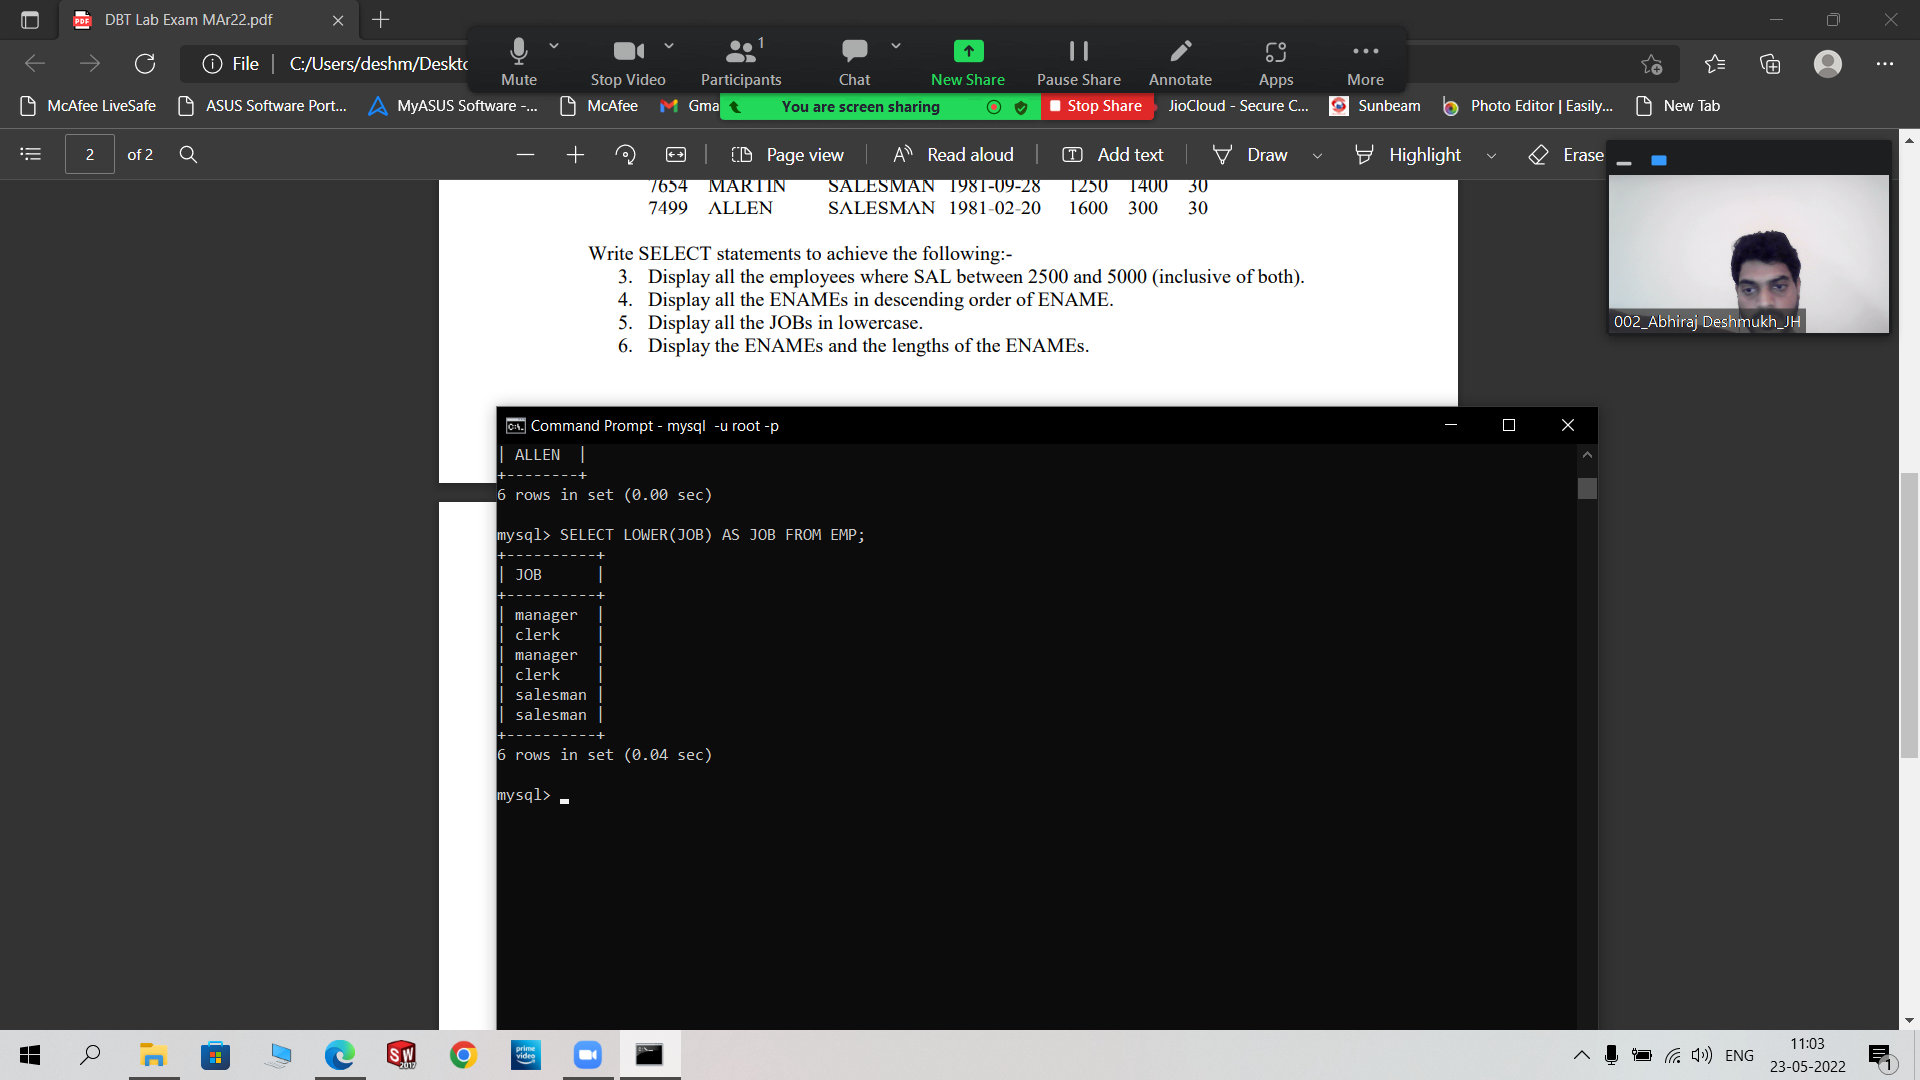 DBT Lab Exam MAr22.pdf
File
C:/Users/deshm/Deskto
Mute
Stop Video
1
Participants
Chat
New Share
Pause Share
Annotate
Apps
More
McAfee LiveSafe
ASUS Software Port...
MyASUS Software -...
McAfee
Gma
You are screen sharing
Stop Share
JioCloud - Secure C...
Sunbeam
Photo Editor | Easily...
New Tab
2
of 2
Page view
Read aloud
Add text
Draw
Highlight
Erase
7654 MARTIN SALESMAN 1981-09-28 1250 1400 30
7499 ALLEN SALESMAN 1981-02-20 1600 300 30
Write SELECT statements to achieve the following:-
3. Display all the employees where SAL between 2500 and 5000 (inclusive of both).
4. Display all the ENAMEs in descending order of ENAME.
5. Display all the JOBs in lowercase.
6. Display the ENAMEs and the lengths of the ENAMEs.
002_Abhiraj Deshmukh_JH
Command Prompt - mysql -u root -p
| ALLEN |
+--------+
6 rows in set (0.00 sec)
mysql> SELECT LOWER(JOB) AS JOB FROM EMP;
+----------+
| JOB |
+----------+
| manager |
| clerk |
| manager |
| clerk |
| salesman |
| salesman |
+----------+
6 rows in set (0.04 sec)
mysql>
SW
2017
prime video
ENG
11:03
23-05-2022
1